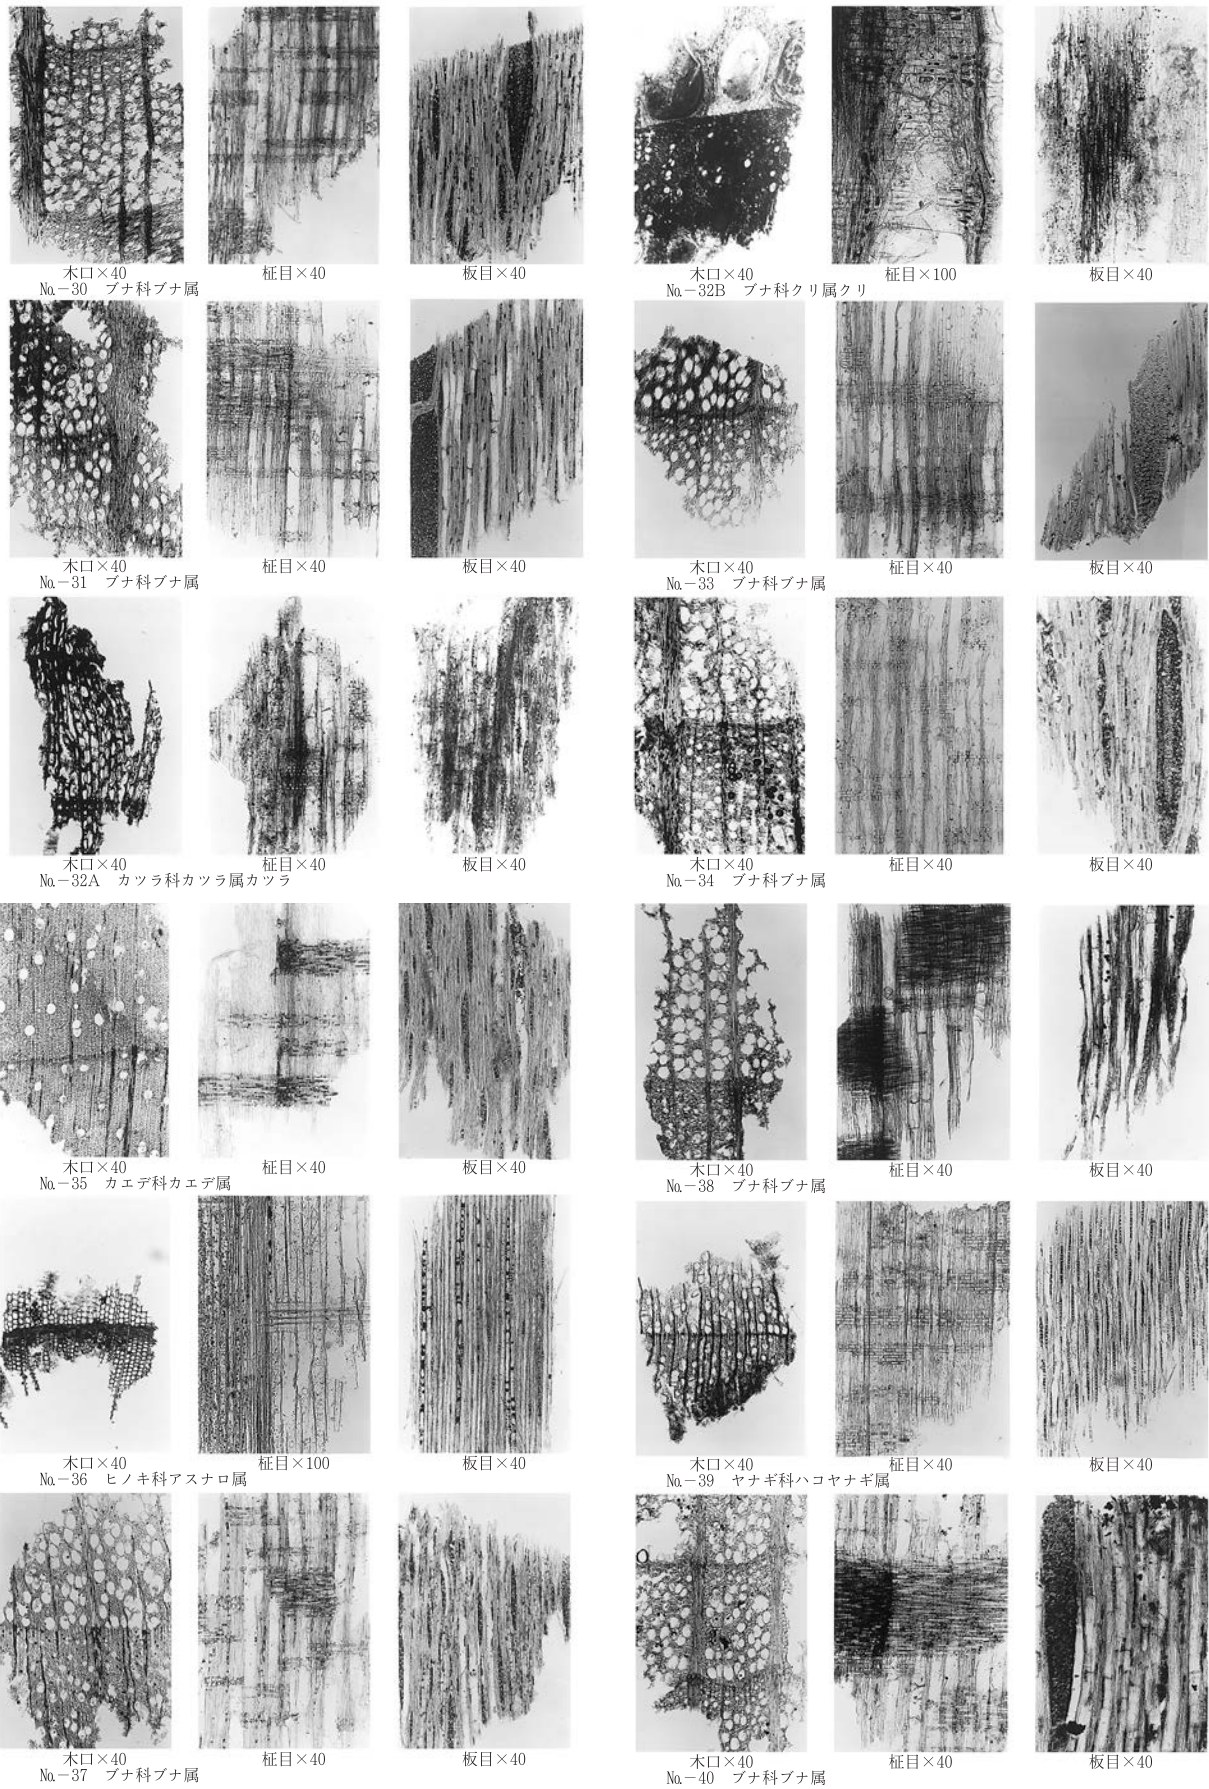 木口×40 柾目×40 板目×40
№－30 ブナ科ブナ属
木口×40 柾目×40 板目×40
№－31 ブナ科ブナ属
木口×40 柾目×40 板目×40
№－32A カツラ科カツラ属カツラ
木口×40 柾目×40 板目×40
№－35 カエデ科カエデ属
木口×40 柾目×100 板目×40
№－36 ヒノキ科アスナロ属
木口×40 柾目×40 板目×40
№－37 ブナ科ブナ属
木口×40 柾目×100 板目×40
№－32B ブナ科クリ属クリ
木口×40 柾目×40 板目×40
№－33 ブナ科ブナ属
木口×40 柾目×40 板目×40
№－34 ブナ科ブナ属
木口×40 柾目×40 板目×40
№－38 ブナ科ブナ属
木口×40 柾目×40 板目×40
№－39 ヤナギ科ハコヤナギ属
木口×40 柾目×40 板目×40
№－40 ブナ科ブナ属